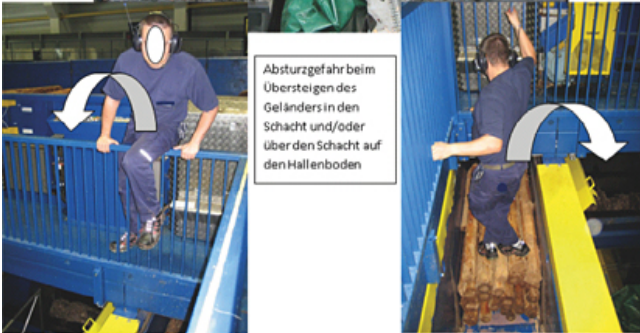 Absturzgefahr beim
Übersteigen des
Geländers in den
Schacht und/oder
über den Schacht auf
den Hallenboden